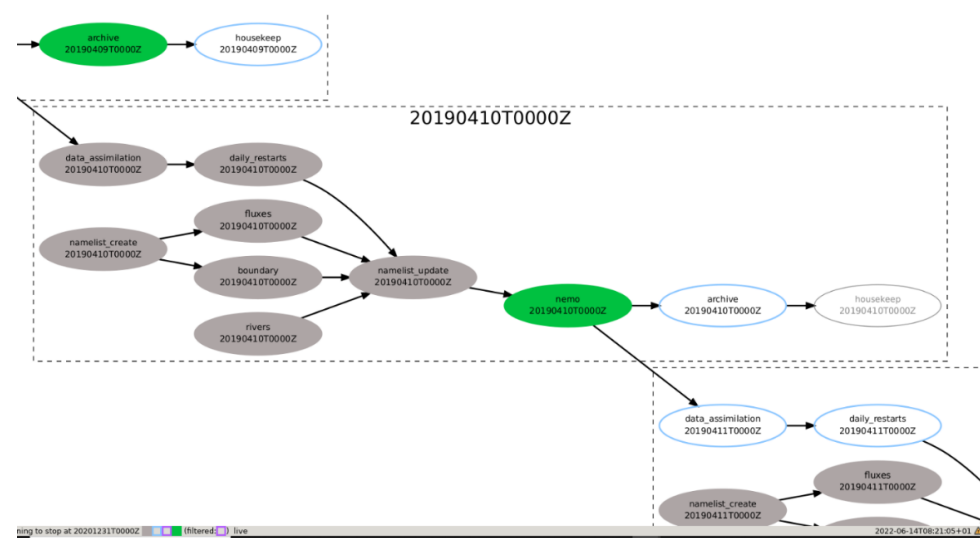 archive
20190409T0000Z
housekeep
20190409T0000Z
20190410T0000Z
data_assimilation
20190410T0000Z
daily_restarts
20190410T0000Z
fluxes
20190410T0000Z
namelist_create
20190410T0000Z
boundary
20190410T0000Z
namelist_update
20190410T0000Z
rivers
20190410T0000Z
nemo
20190410T0000Z
archive
20190410T0000Z
housekeep
20190410T0000Z
data_assimilation
20190411T0000Z
daily_restarts
20190411T0000Z
fluxes
20190411T0000Z
namelist_create
20190411T0000Z
ning to stop at 20201231T0000Z (filtered: ) live
2022-06-14T08:21:05+01